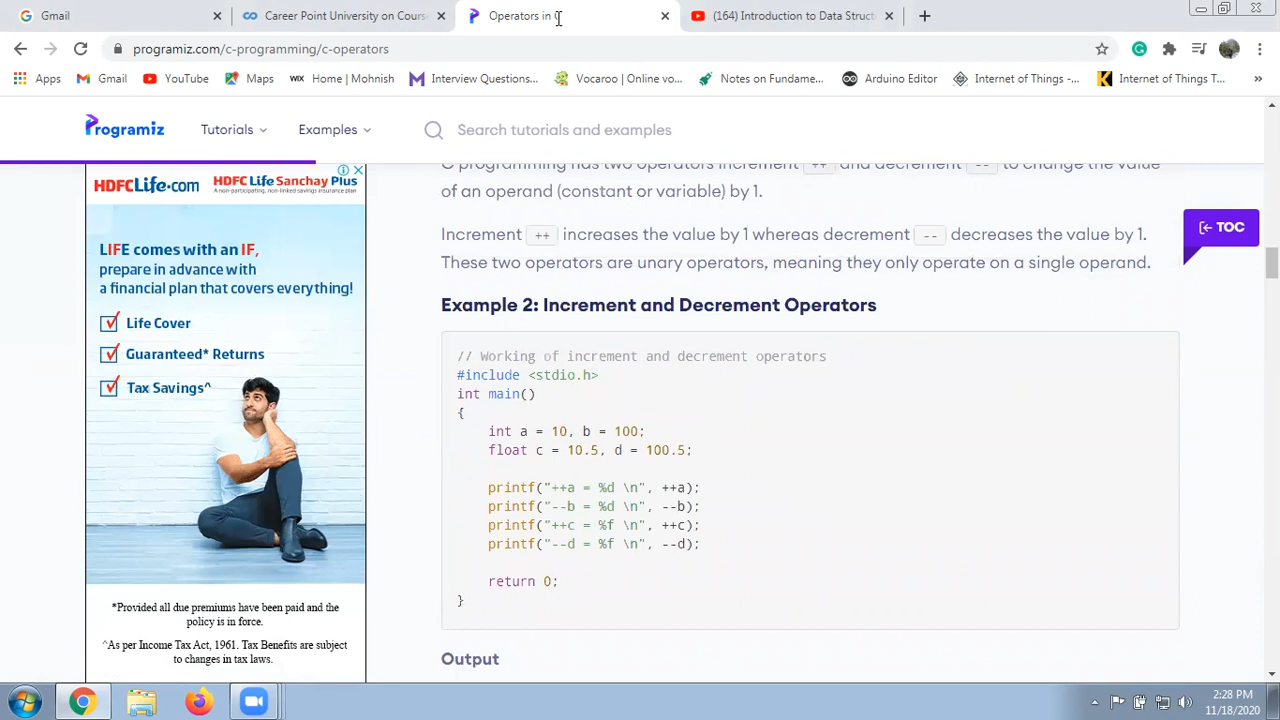 Gmail
Career Point University on Cours
Operators in C
(164) Introduction to Data Struct
programiz.com/c-programming/c-operators
Apps
Gmail
YouTube
Maps
WIX Home | Mohnish
Interview Questions...
Vocaroo | Online vo...
Notes on Fundame...
Arduino Editor
Internet of Things -...
Internet of Things T...
»
Programiz
Tutorials
Examples
Search tutorials and examples
C programming has two operators increment ++ and decrement -- to change the value
of an operand (constant or variable) by 1.
Increment ++ increases the value by 1 whereas decrement -- decreases the value by 1.
These two operators are unary operators, meaning they only operate on a single operand.
TOC
Example 2: Increment and Decrement Operators
// Working of increment and decrement operators
#include <stdio.h>
int main()
{
int a = 10, b = 100;
float c = 10.5, d = 100.5;
printf("++a = %d \n", ++a);
printf("--b = %d \n", --b);
printf("++c = %f \n", ++c);
printf("--d = %f \n", --d);
return 0;
}
Output
HDFCLife.com
HDFC Life Sanchay Plus
A non-participating, non-linked savings insurance plan
LIFE comes with an IF,
prepare in advance with
a financial plan that covers everything!
Life Cover
Guaranteed* Returns
Tax Savings^
*Provided all due premiums have been paid and the
policy is in force.
^As per Income Tax Act, 1961. Tax Benefits are subject
to changes in tax laws.
2:28 PM
11/18/2020